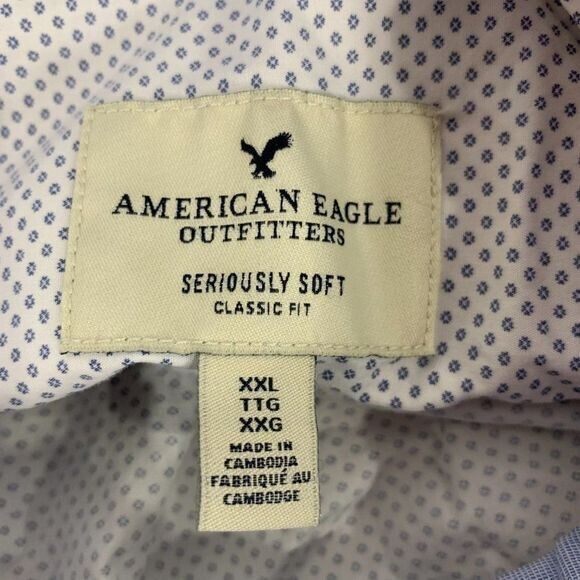 AMERICAN EAGLE
OUTFITTERS
SERIOUSLY SOFT
CLASSIC FIT
XXL
TTG
XXG
MADE IN
CAMBODIA
FABRIQUÉ AU
CAMBODGE